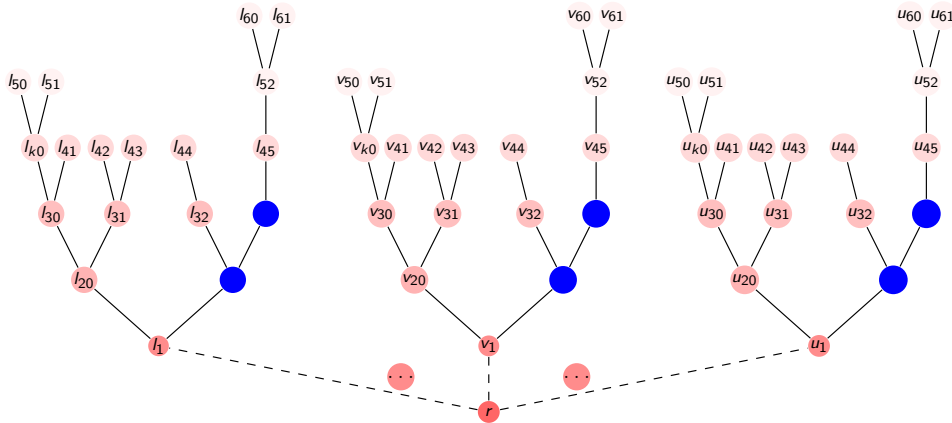 l60 l61 v60 v61 u60 u61
l50 l51 l52 v50 v51 v52 u50 u51 u52
lk0 l41 l42 l43 l44 l45 vk0 v41 v42 v43 v44 v45 uk0 u41 u42 u43 u44 u45
l30 l31 l32 v30 v31 v32 u30 u31 u32
l20 v20 u20
l1 v1 u1
··· ···
r